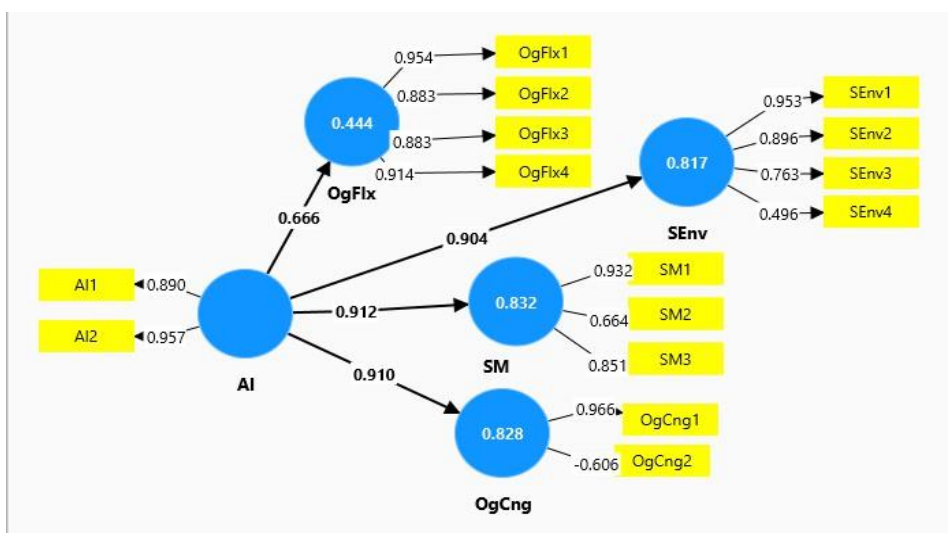 0.954
OgFlx1
0.883
OgFlx2
0.444
0.883
OgFlx3
0.914
OgFlx4
OgFlx
0.666
0.953
SEnv1
0.896
SEnv2
0.817
0.763
SEnv3
0.496
SEnv4
SEnv
0.904
AI1
0.890
AI2
0.957
AI
0.912
0.832
0.932
SM1
0.664
SM2
0.851
SM3
SM
0.910
0.828
0.966
OgCng1
-0.606
OgCng2
OgCng